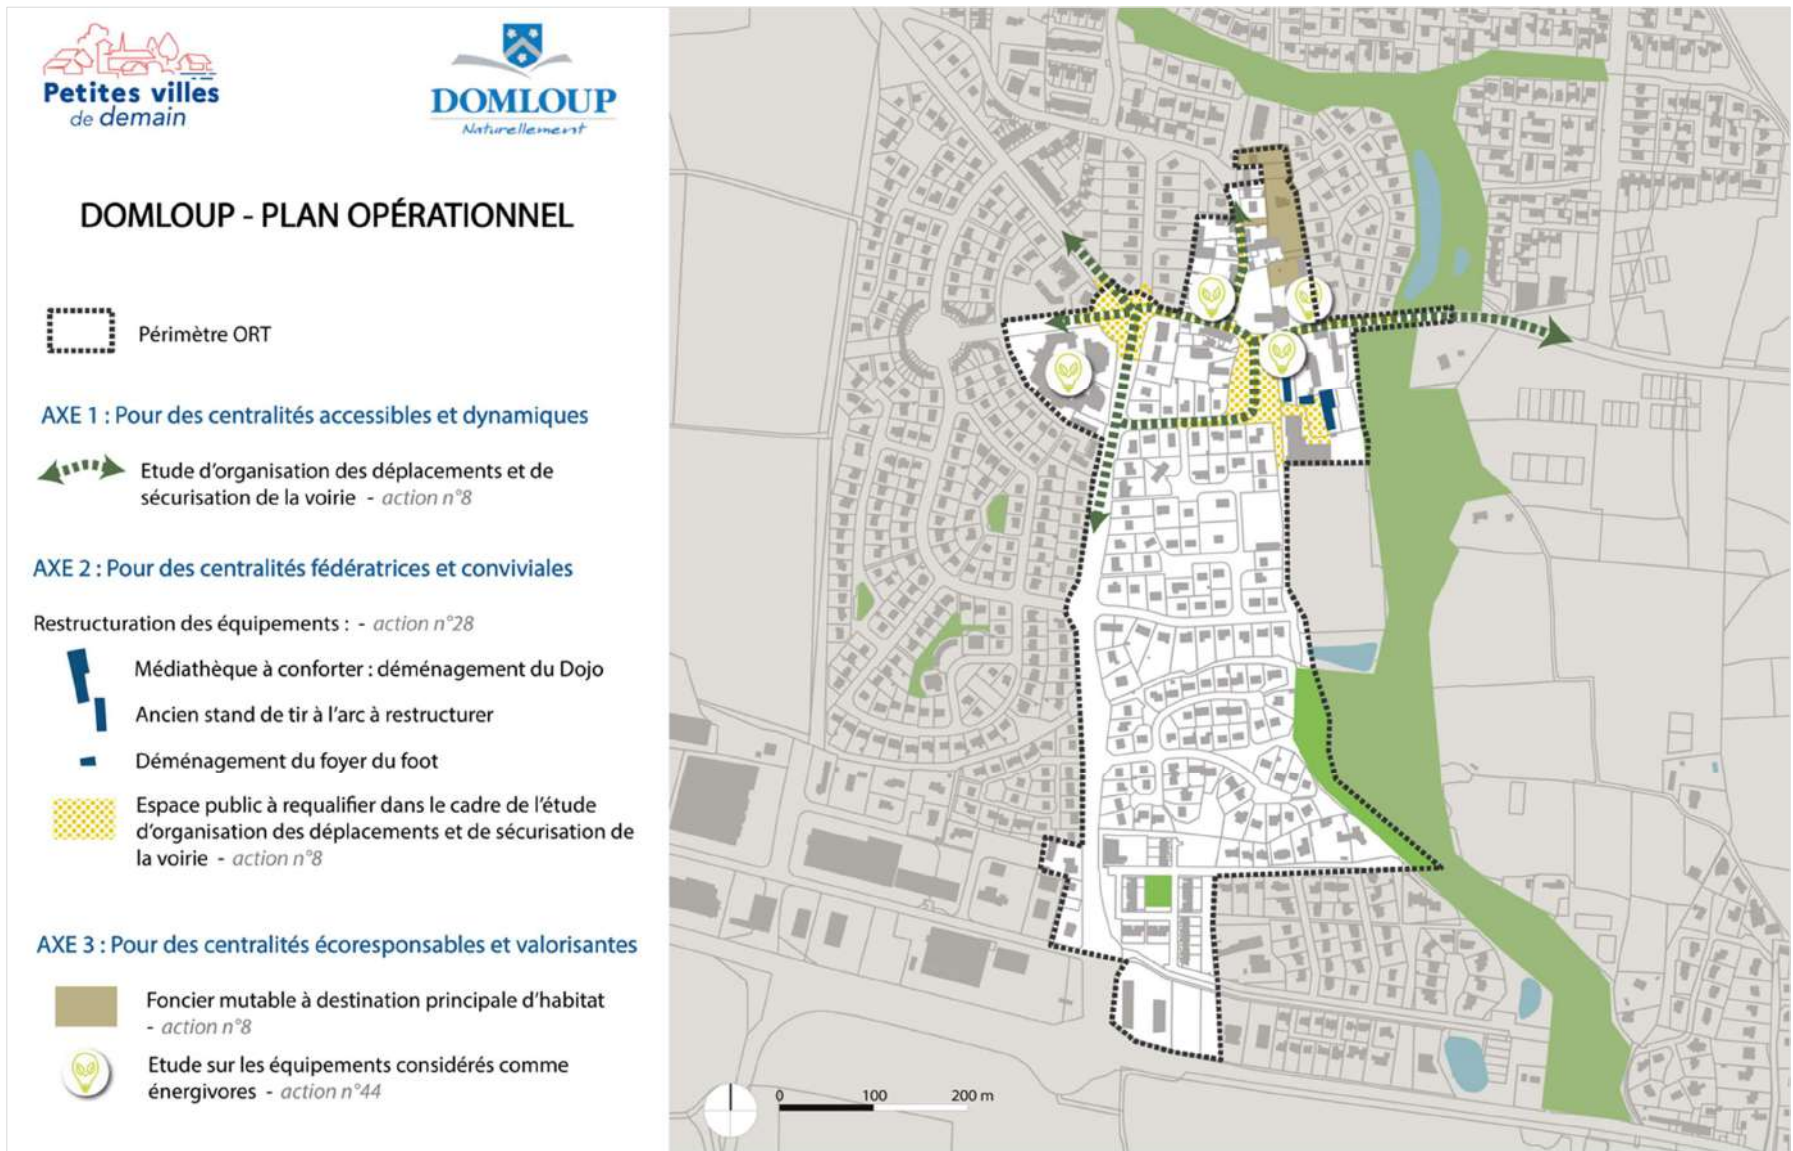 Petites villes
de demain
DOMLOUP
Naturellement
DOMLOUP - PLAN OPÉRATIONNEL
Périmètre ORT
AXE 1 : Pour des centralités accessibles et dynamiques
Etude d'organisation des déplacements et de
sécurisation de la voirie - action n°8
AXE 2 : Pour des centralités fédératrices et conviviales
Restructuration des équipements : - action n°28
Médiathèque à conforter : déménagement du Dojo
Ancien stand de tir à l'arc à restructurer
Déménagement du foyer du foot
Espace public à requalifier dans le cadre de l'étude
d'organisation des déplacements et de sécurisation de
la voirie - action n°8
AXE 3 : Pour des centralités écoresponsables et valorisantes
Foncier mutable à destination principale d'habitat
- action n°8
Etude sur les équipements considérés comme
énergivores - action n°44
0 100 200 m